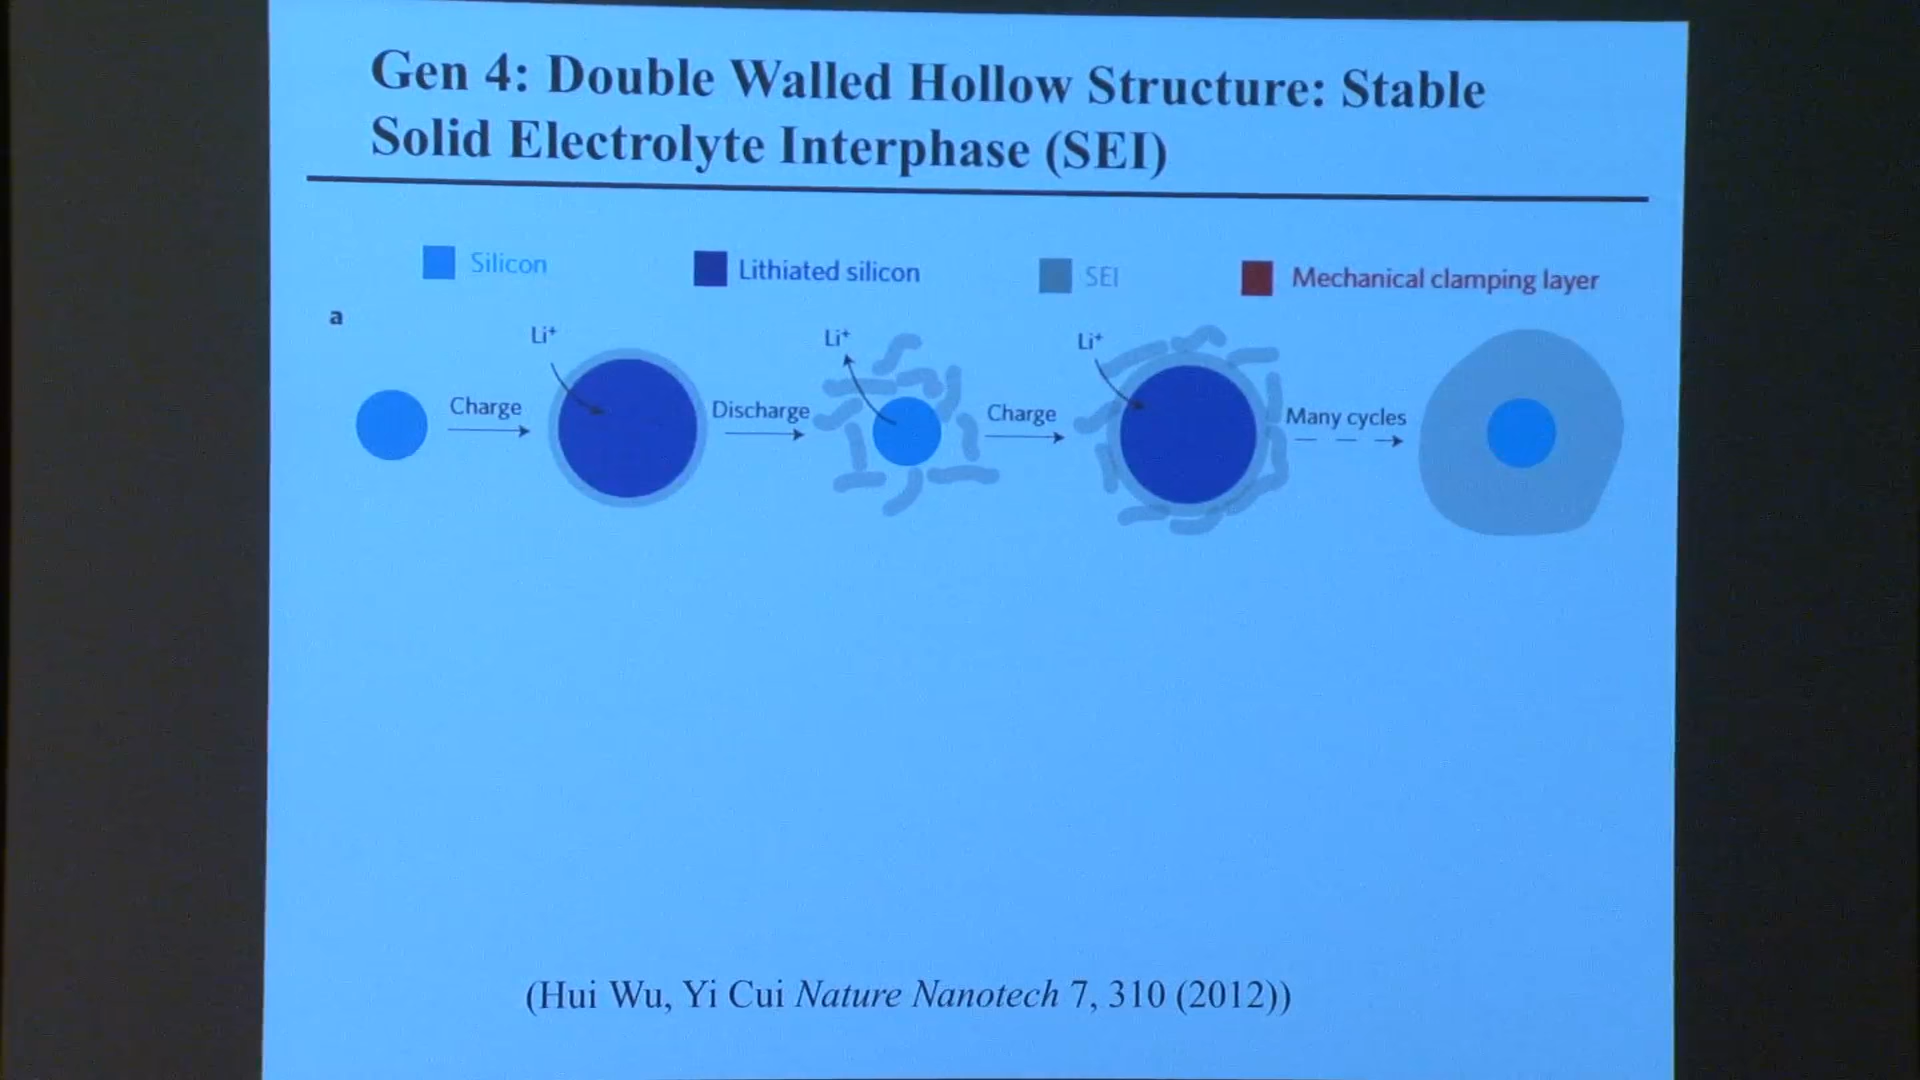 Gen 4: Double Walled Hollow Structure: Stable
Solid Electrolyte Interphase (SEI)
Silicon
Lithiated silicon
SEI
Mechanical clamping layer
a
Li⁺
Li⁺
Li⁺
Charge
Discharge
Charge
Many cycles
(Hui Wu, Yi Cui Nature Nanotech 7, 310 (2012))